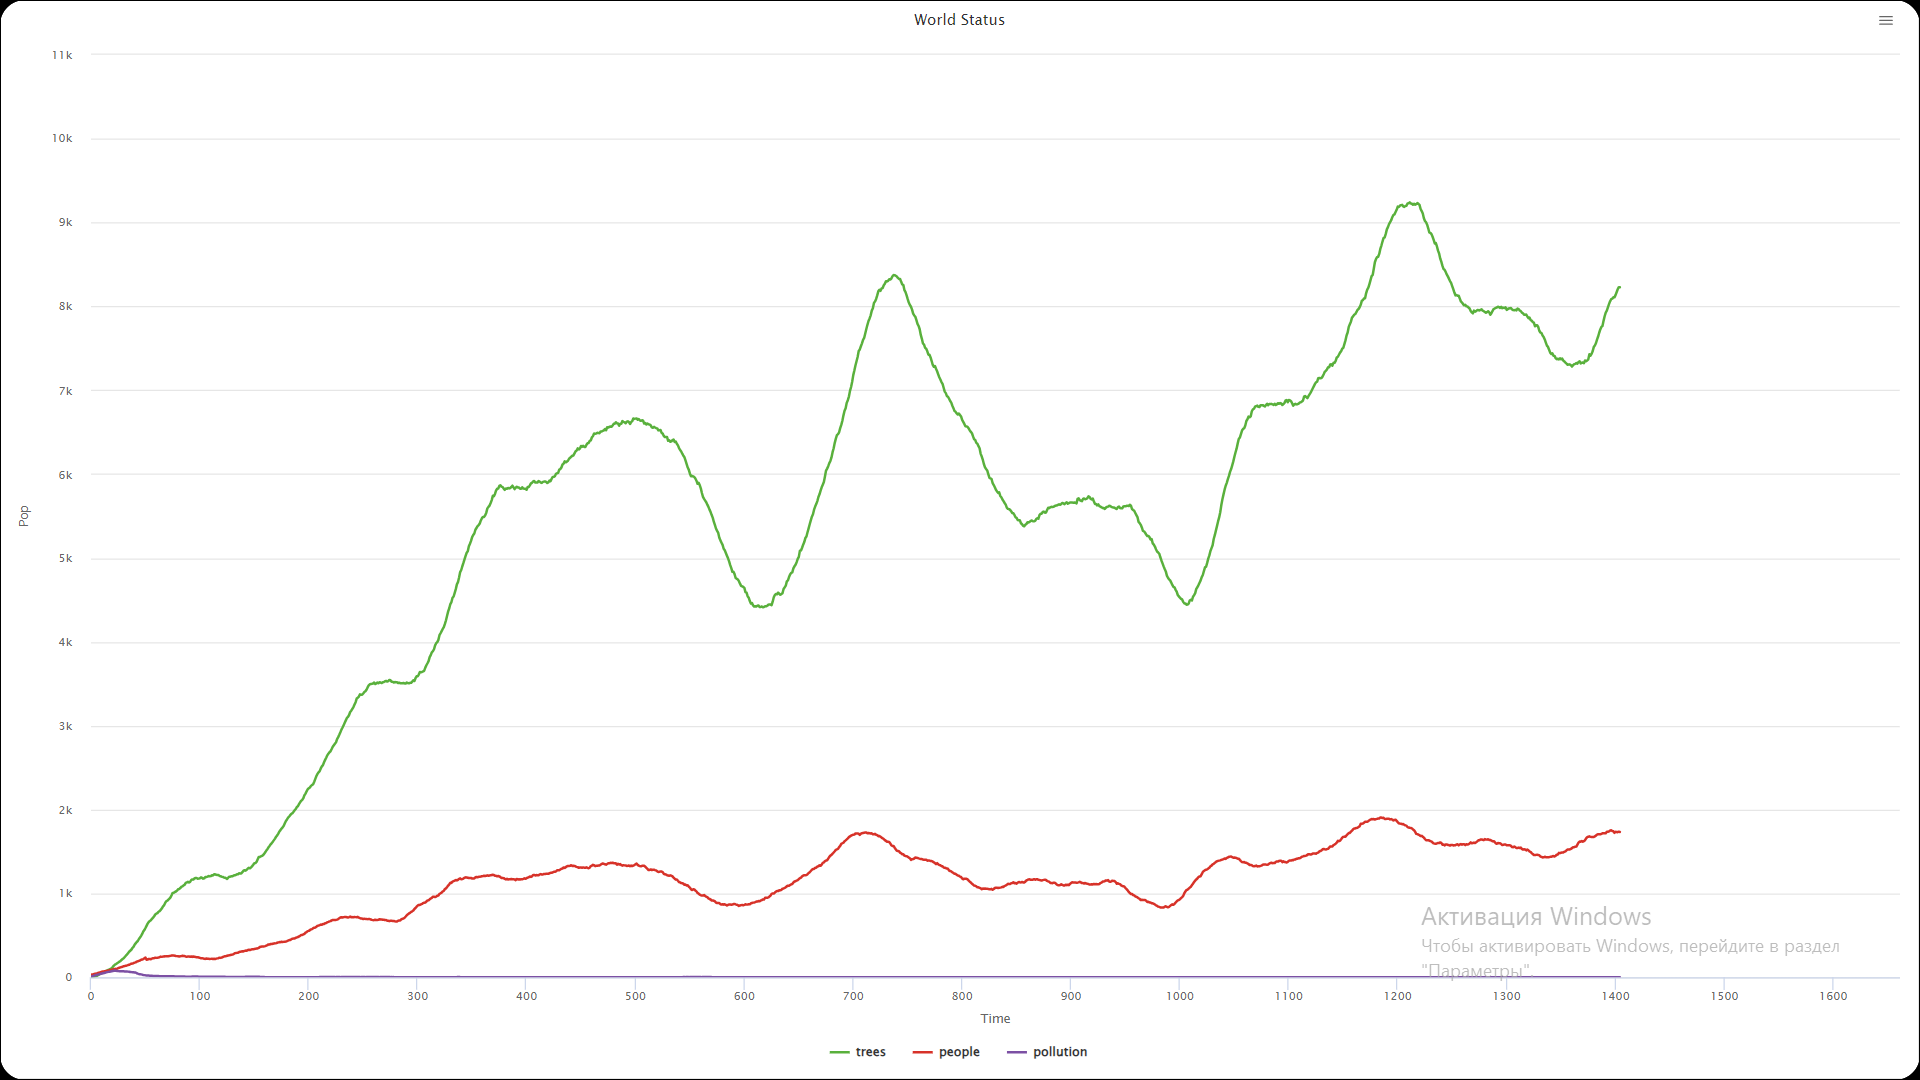 World Status
11k
10k
9k
8k
7k
6k
5k
4k
3k
2k
1k
0
Pop
0 100 200 300 400 500 600 700 800 900 1000 1100 1200 1300 1400 1500 1600
Time
trees people pollution
Активация Windows
Чтобы активировать Windows, перейдите в раздел
"Параметры".